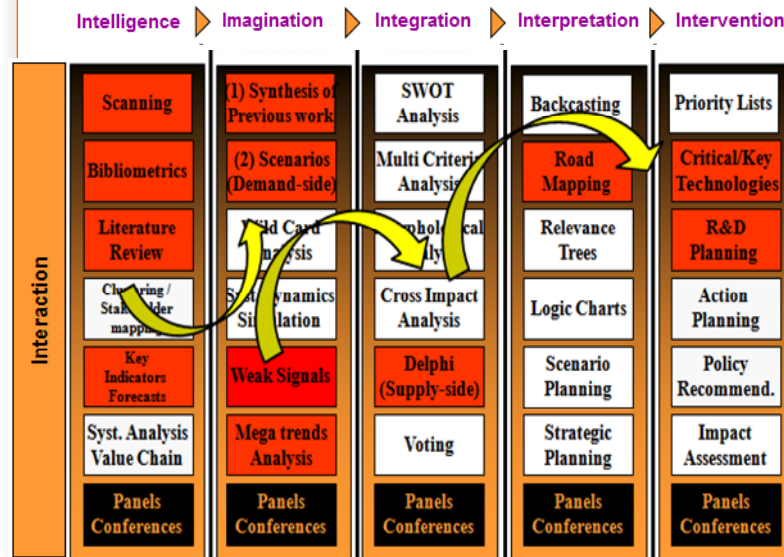 Intelligence
Imagination
Integration
Interpretation
Intervention
Interaction
Scanning
Bibliometrics
Literature
Review
Stakeholder
mapping
Key
Indicators
Forecasts
Syst. Analysis
Value Chain
Panels
Conferences
(1) Synthesis of
Previous work
(2) Scenarios
(Demand-side)
Card
Weak Signals
Mega trends
Analysis
Panels
Conferences
SWOT
Analysis
Multi Criteria
Analysis
Cross Impact
Analysis
Delphi
(Supply-side)
Voting
Panels
Conferences
Backcasting
Road
Mapping
Relevance
Trees
Logic Charts
Scenario
Planning
Strategic
Planning
Panels
Conferences
Priority Lists
Critical/Key
Technologies
R&D
Planning
Action
Planning
Policy
Recommend.
Impact
Assessment
Panels
Conferences